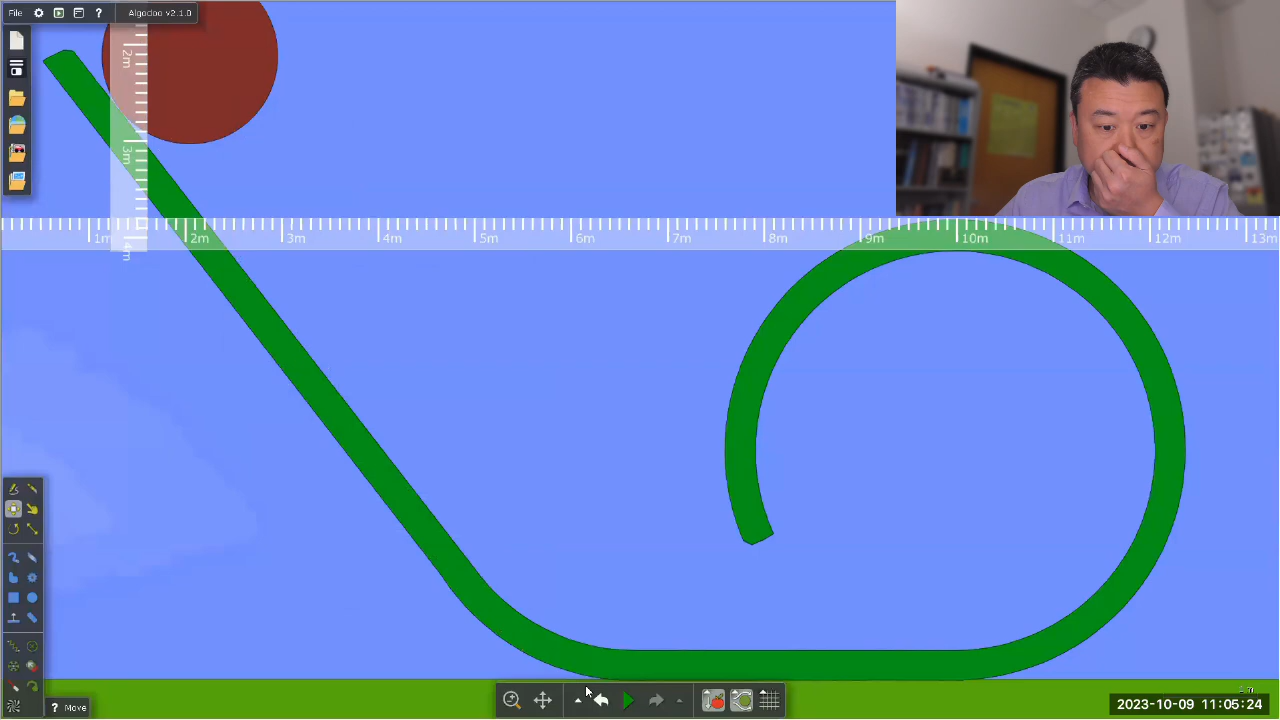 File ? Algodoo v2.1.0
2m
3m
4m
1m 2m 3m 4m 5m 6m 7m 8m 9m 10m 11m 12m 13m
? Move
2023-10-09 11:05:24